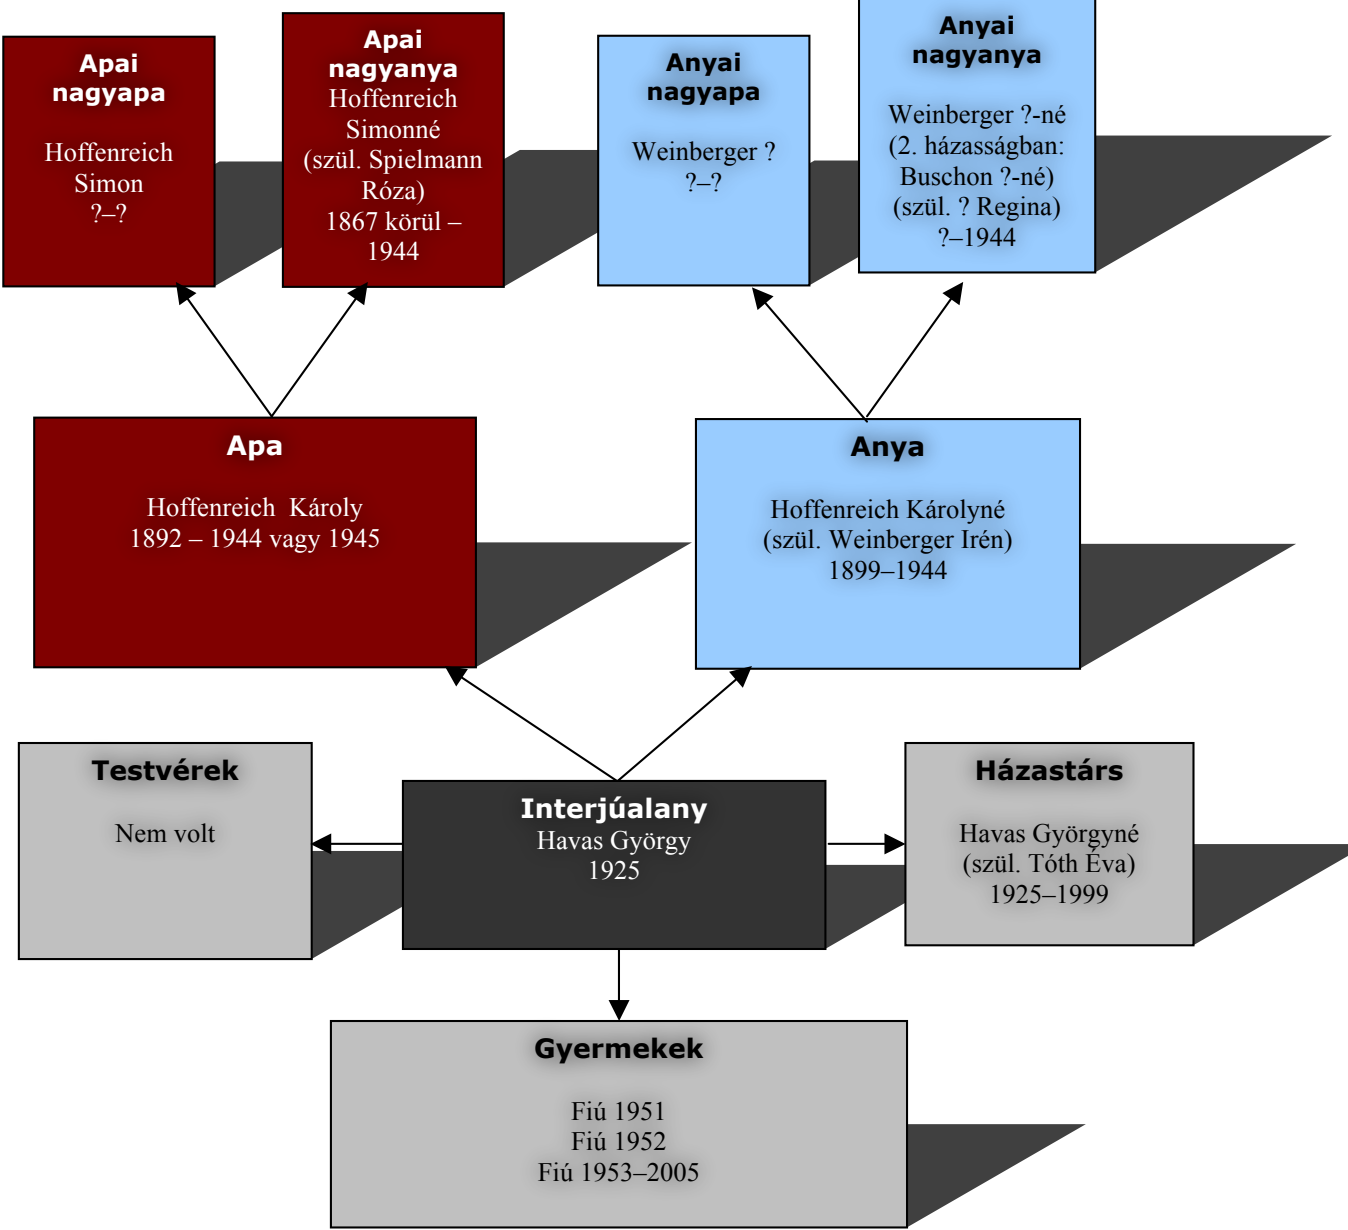 Apai
nagyapa
Hoffenreich
Simon
?–?
Apai
nagyanya
Hoffenreich
Simonné
(szül. Spielmann
Róza)
1867 körül –
1944
Anyai
nagyapa
Weinberger ?
?–?
Anyai
nagyanya
Weinberger ?-né
(2. házasságban:
Buschon ?-né)
(szül. ? Regina)
?–1944
Apa
Hoffenreich Károly
1892 – 1944 vagy 1945
Anya
Hoffenreich Károlyné
(szül. Weinberger Irén)
1899–1944
Testvérek
Nem volt
Interjúalany
Havas György
1925
Házastárs
Havas Györgyné
(szül. Tóth Éva)
1925–1999
Gyermekek
Fiú 1951
Fiú 1952
Fiú 1953–2005